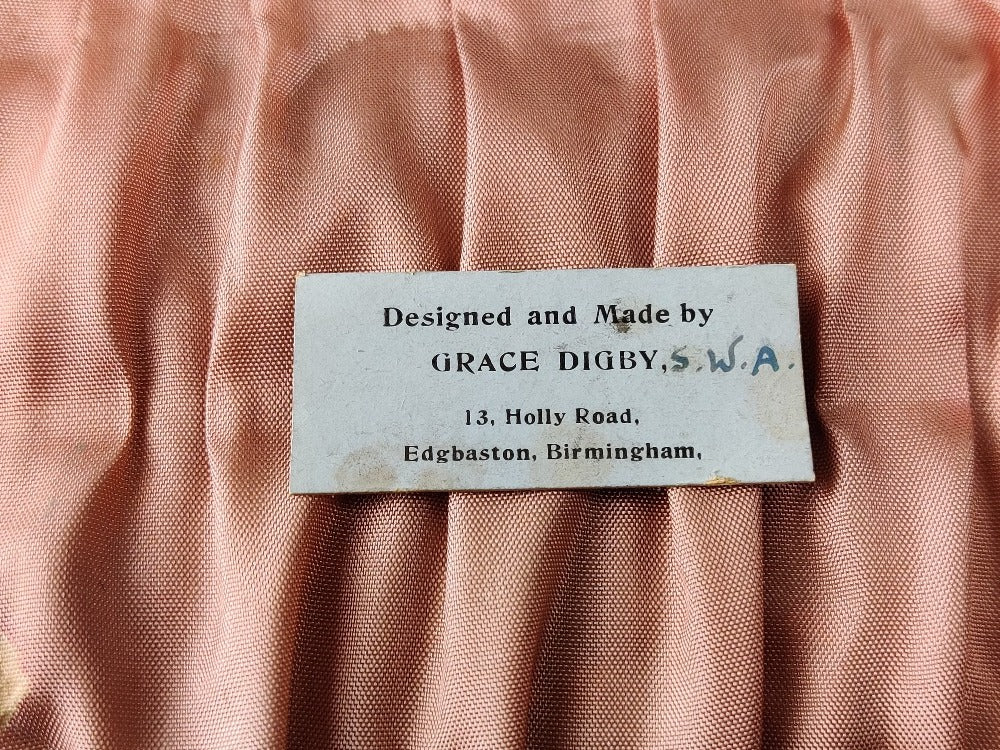 Designed and Made by
GRACE DIGBY, S.W.A.
13, Holly Road,
Edgbaston, Birmingham,